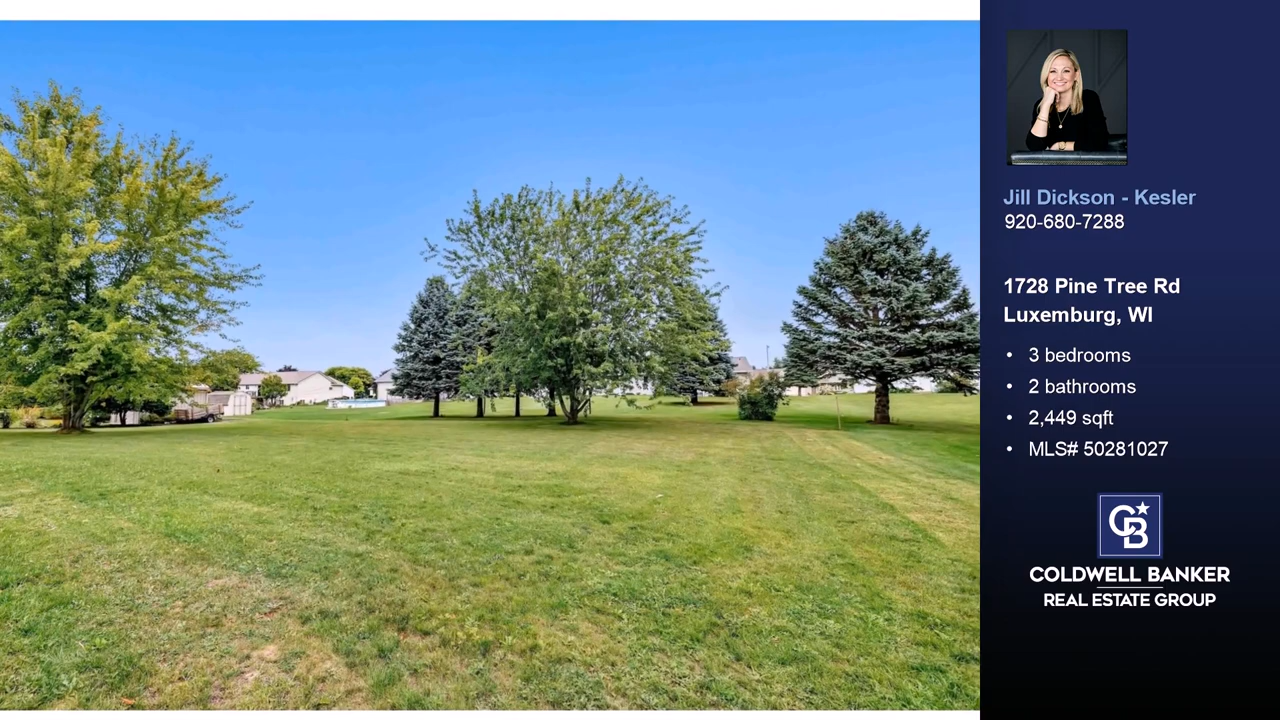 Jill Dickson - Kesler
920-680-7288
1728 Pine Tree Rd
Luxemburg, WI
• 3 bedrooms
• 2 bathrooms
• 2,449 sqft
• MLS# 50281027
CB
COLDWELL BANKER
REAL ESTATE GROUP